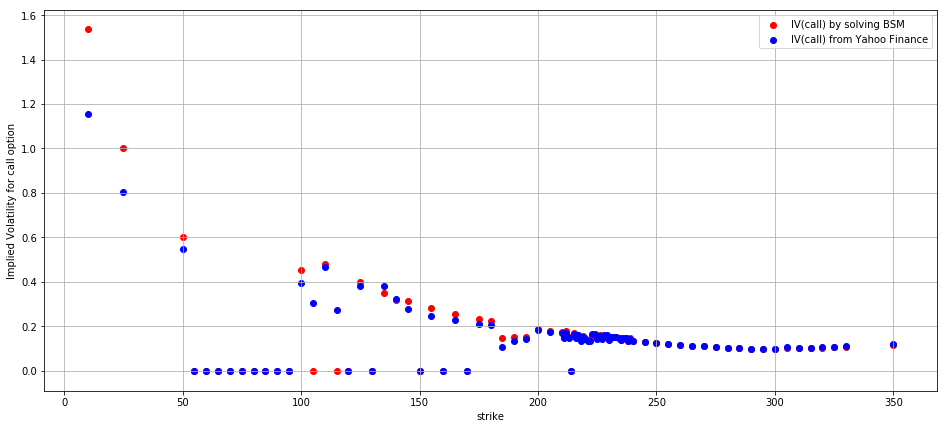 1.6
1.4
1.2
1.0
0.8
0.6
0.4
0.2
0.0
Implied Volatility for call option
IV(call) by solving BSM
IV(call) from Yahoo Finance
0 50 100 150 200 250 300 350
strike